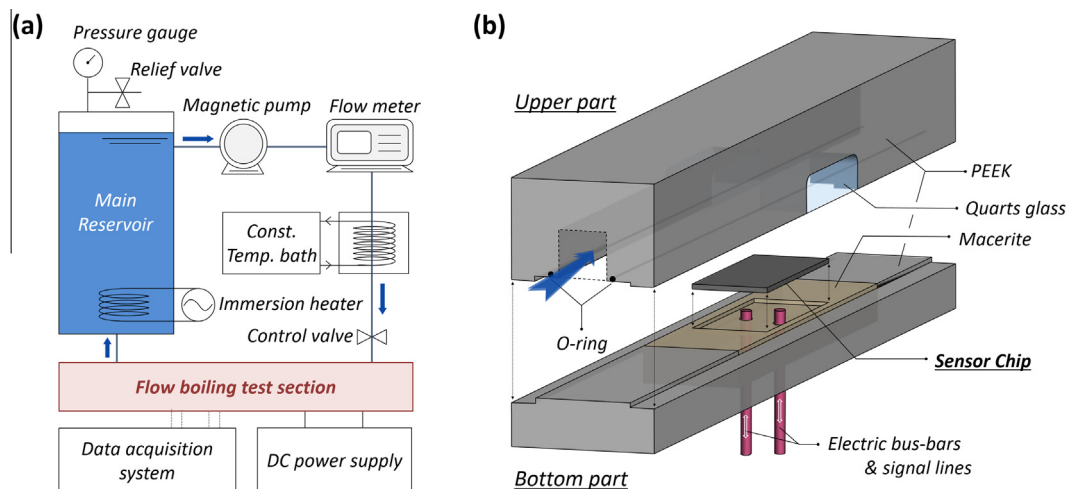 (a)
Pressure gauge
Relief valve
Magnetic pump
Flow meter
Main
Reservoir
Const.
Temp. bath
Immersion heater
Control valve
Flow boiling test section
Data acquisition
system
DC power supply
(b)
Upper part
PEEK
Quarts glass
Macerite
O-ring
Sensor Chip
Electric bus-bars
& signal lines
Bottom part